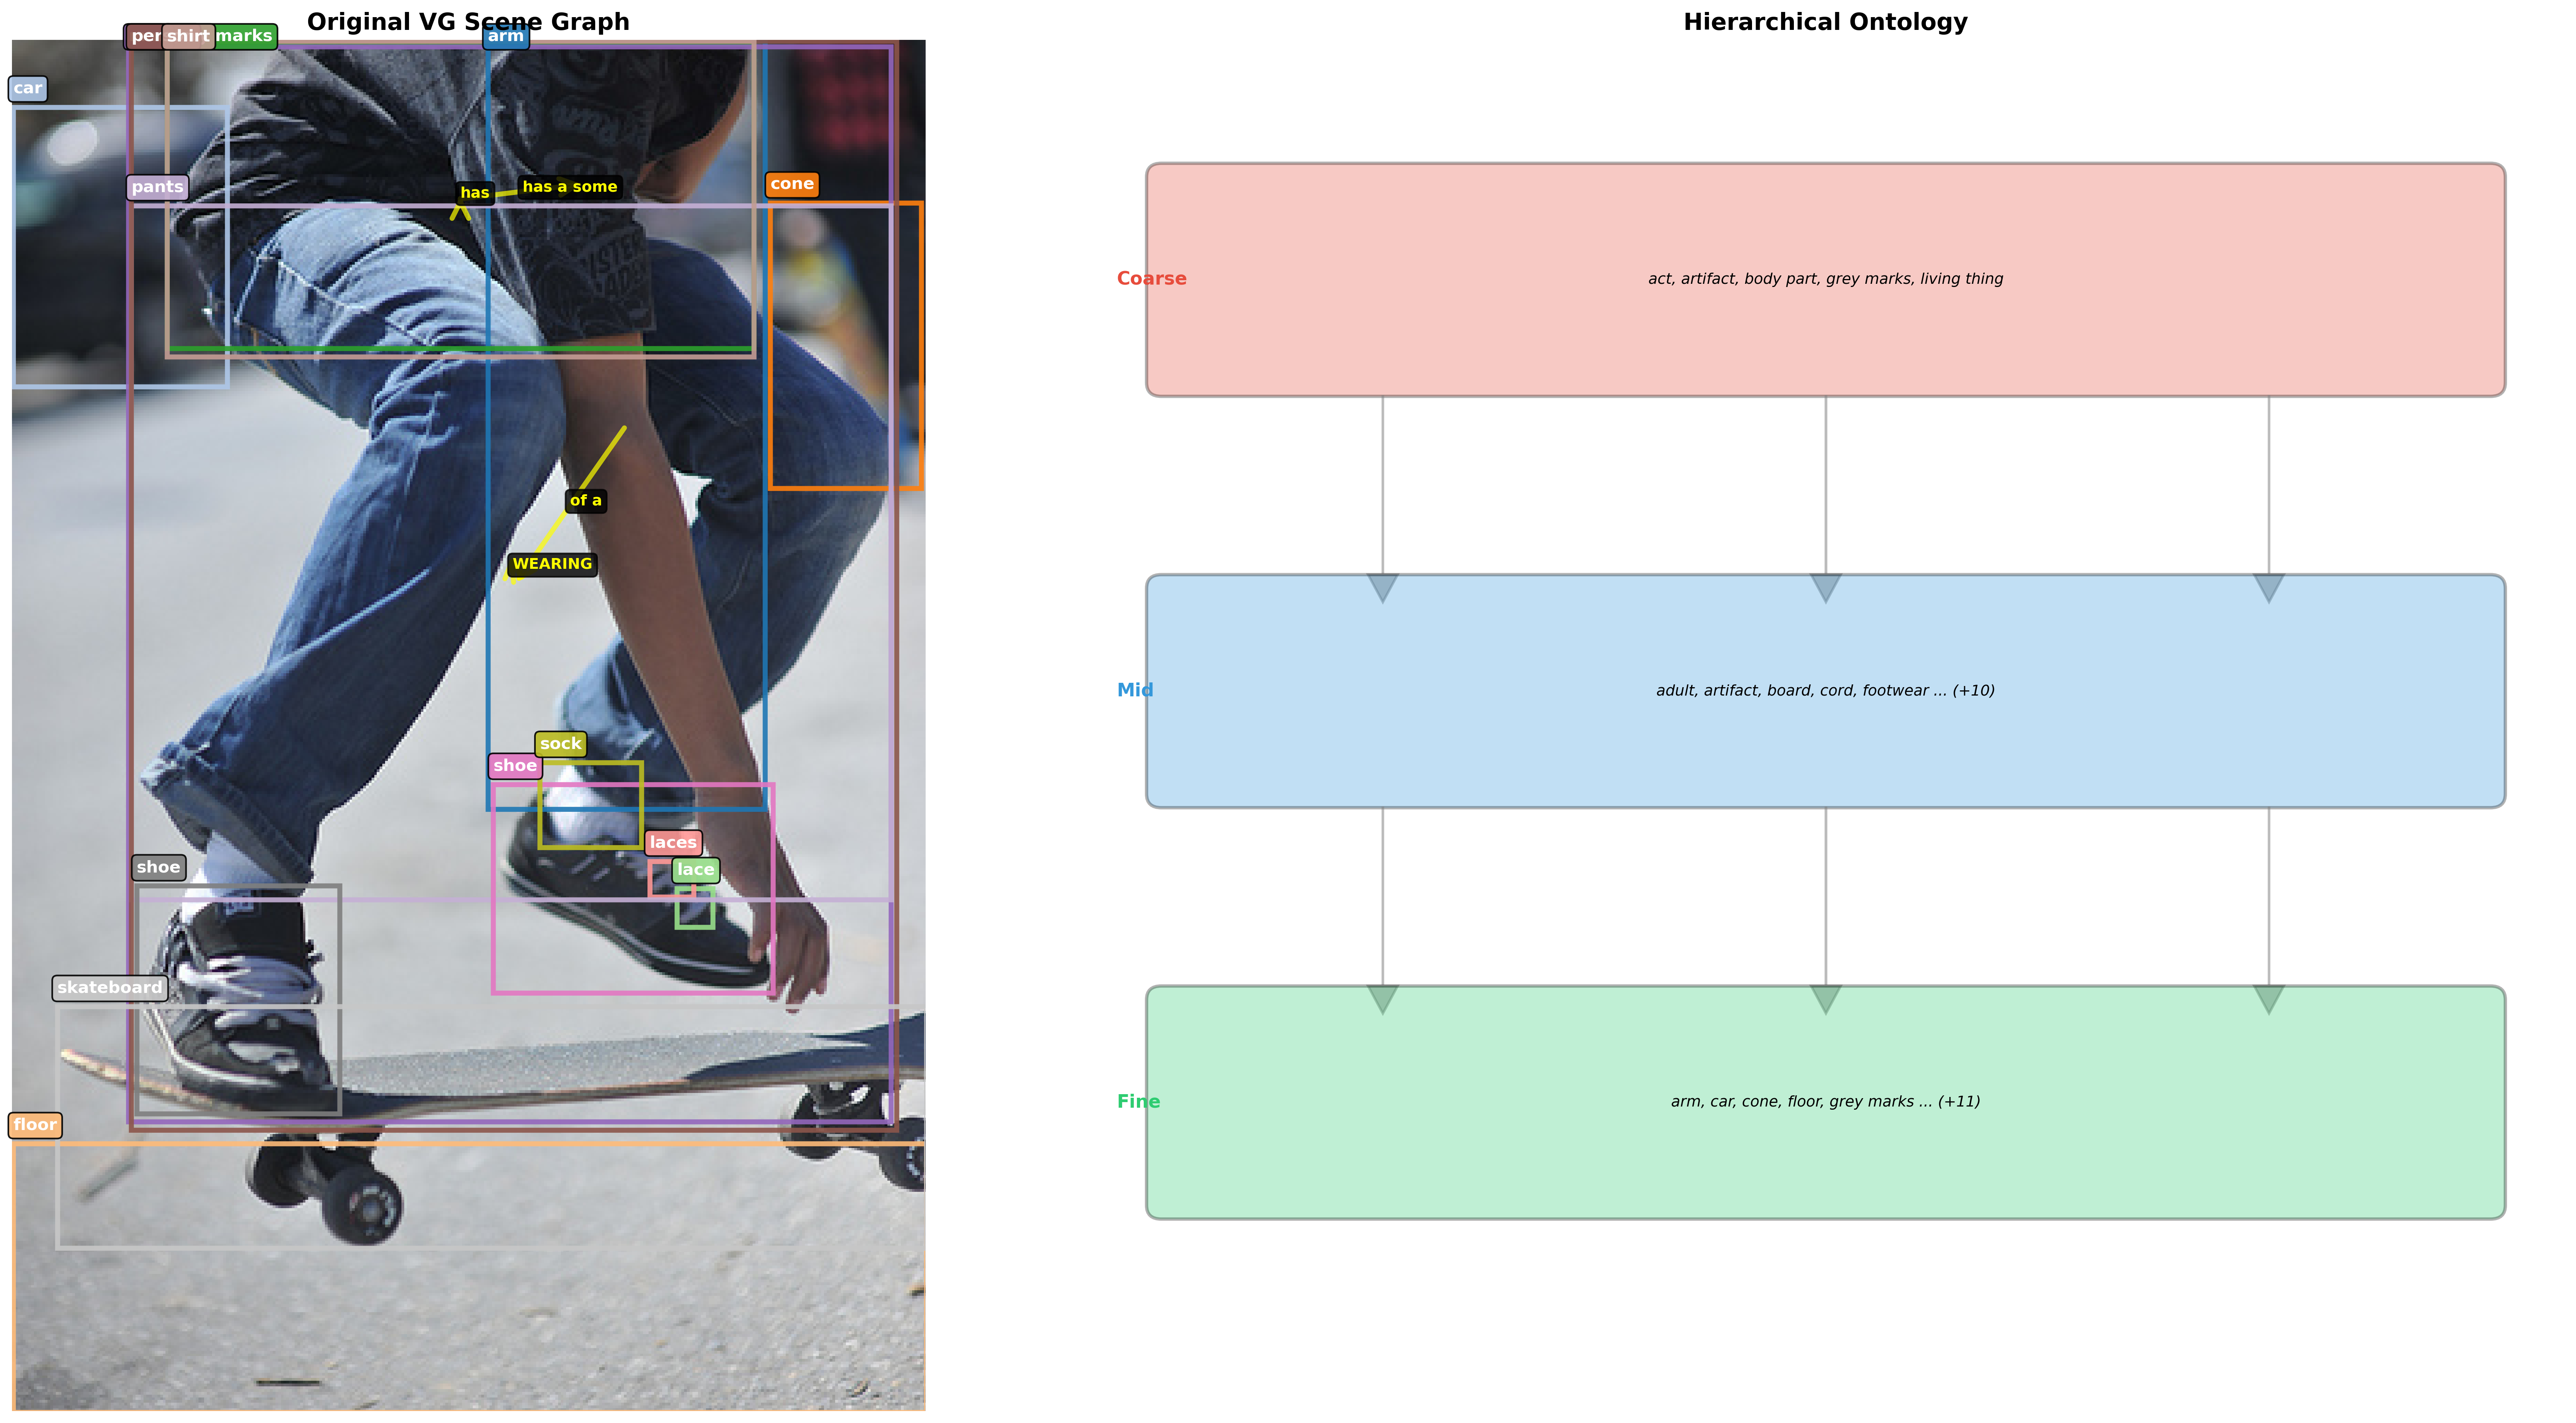 Original VG Scene Graph
per
shirt
marks
arm
car
pants
has
has a some
cone
of a
WEARING
sock
shoe
laces
lace
shoe
skateboard
floor
Hierarchical Ontology
Coarse
act, artifact, body part, grey marks, living thing
Mid
adult, artifact, board, cord, footwear ... (+10)
Fine
arm, car, cone, floor, grey marks ... (+11)